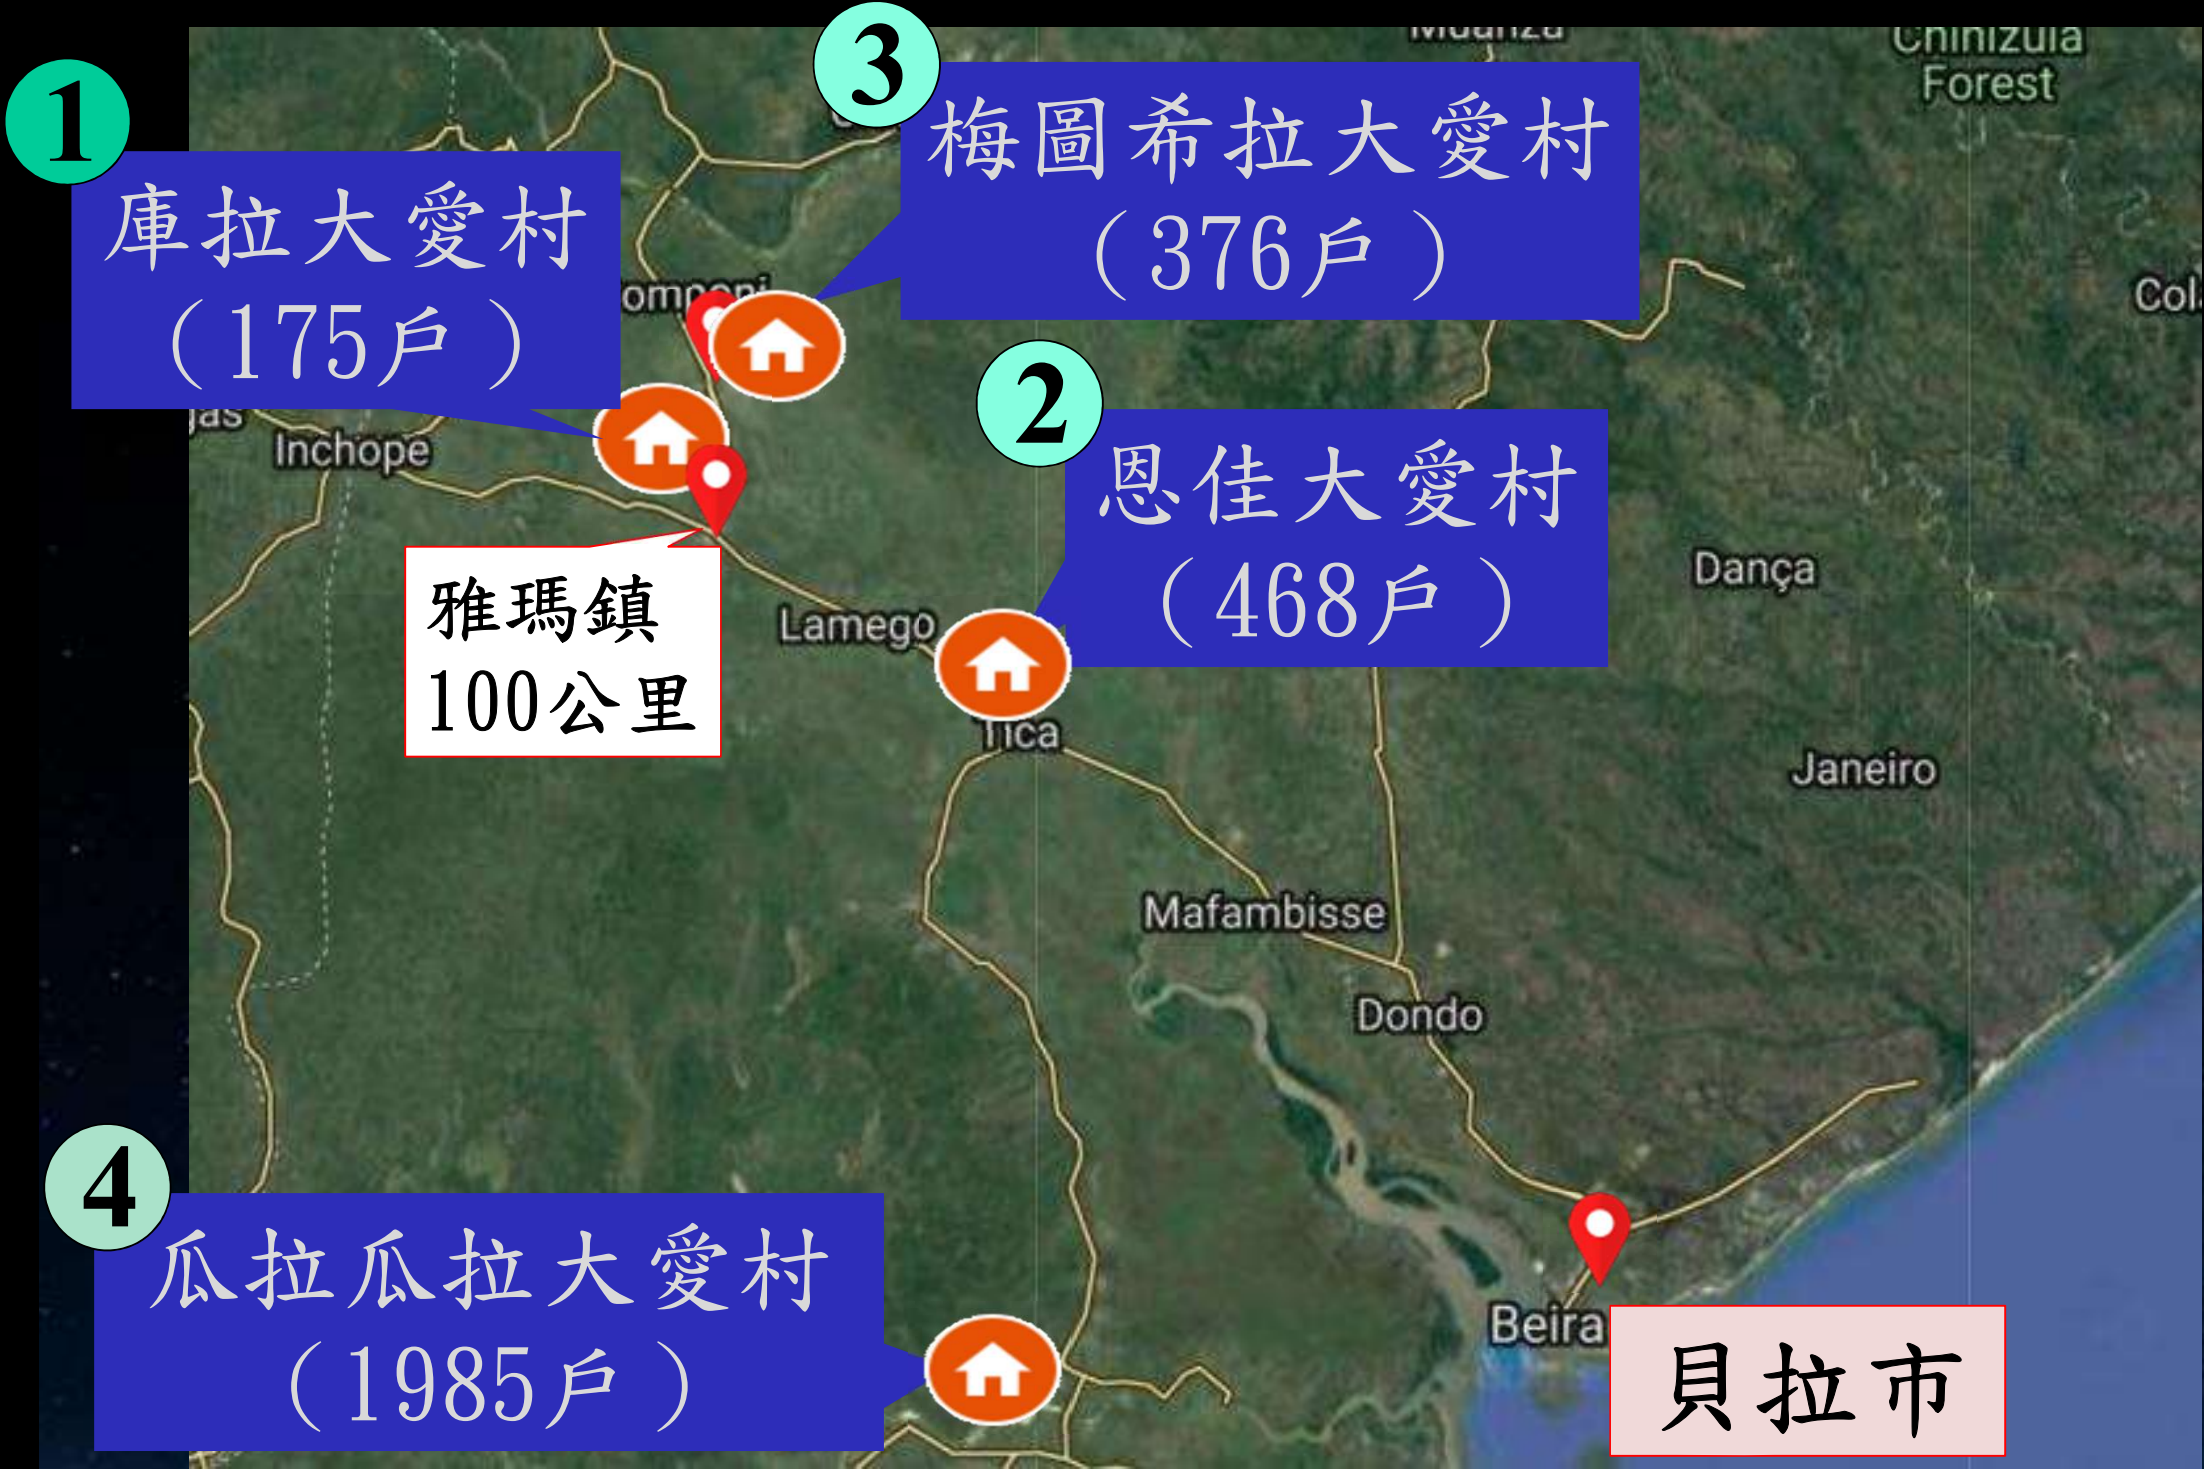 Chinizuia
Forest
3
梅圖希拉大愛村
（376戶）
1
庫拉大愛村
（175戶）
Inchope
2
恩佳大愛村
（468戶）
雅瑪鎮
100公里
Lamego
Dança
Tica
Janeiro
Mafambisse
Dondo
4
瓜拉瓜拉大愛村
（1985戶）
Beira
貝拉市